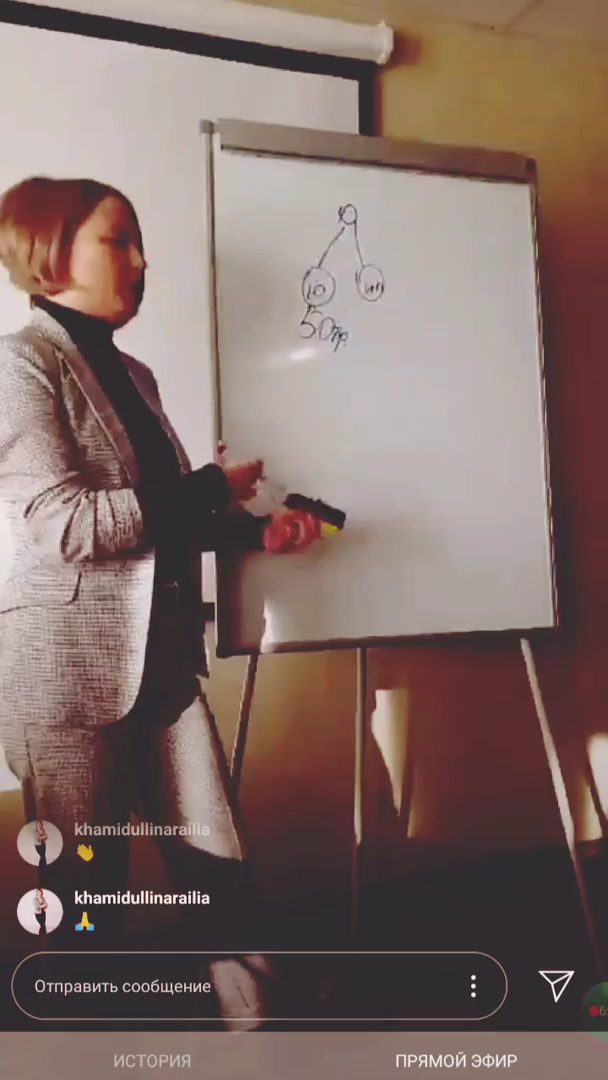 10
50тр
khamidullinarailia
👋
khamidullinarailia
🙏
Отправить сообщение
ИСТОРИЯ
ПРЯМОЙ ЭФИР